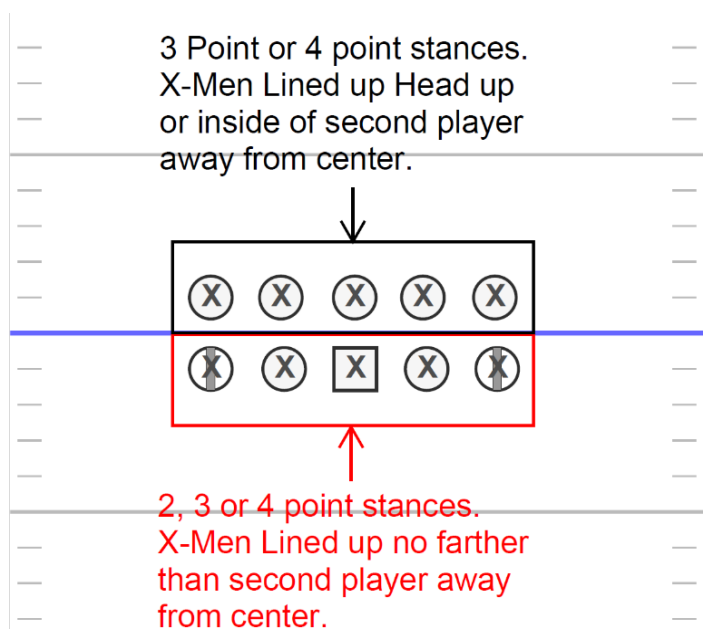 3 Point or 4 point stances.
X-Men Lined up Head up
or inside of second player
away from center.
X X X X X
X X X X X
2, 3 or 4 point stances.
X-Men Lined up no farther
than second player away
from center.